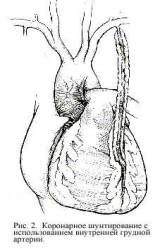 Рис. 2. Коронарное шунтирование с
использованием внутренней грудной
артерии.